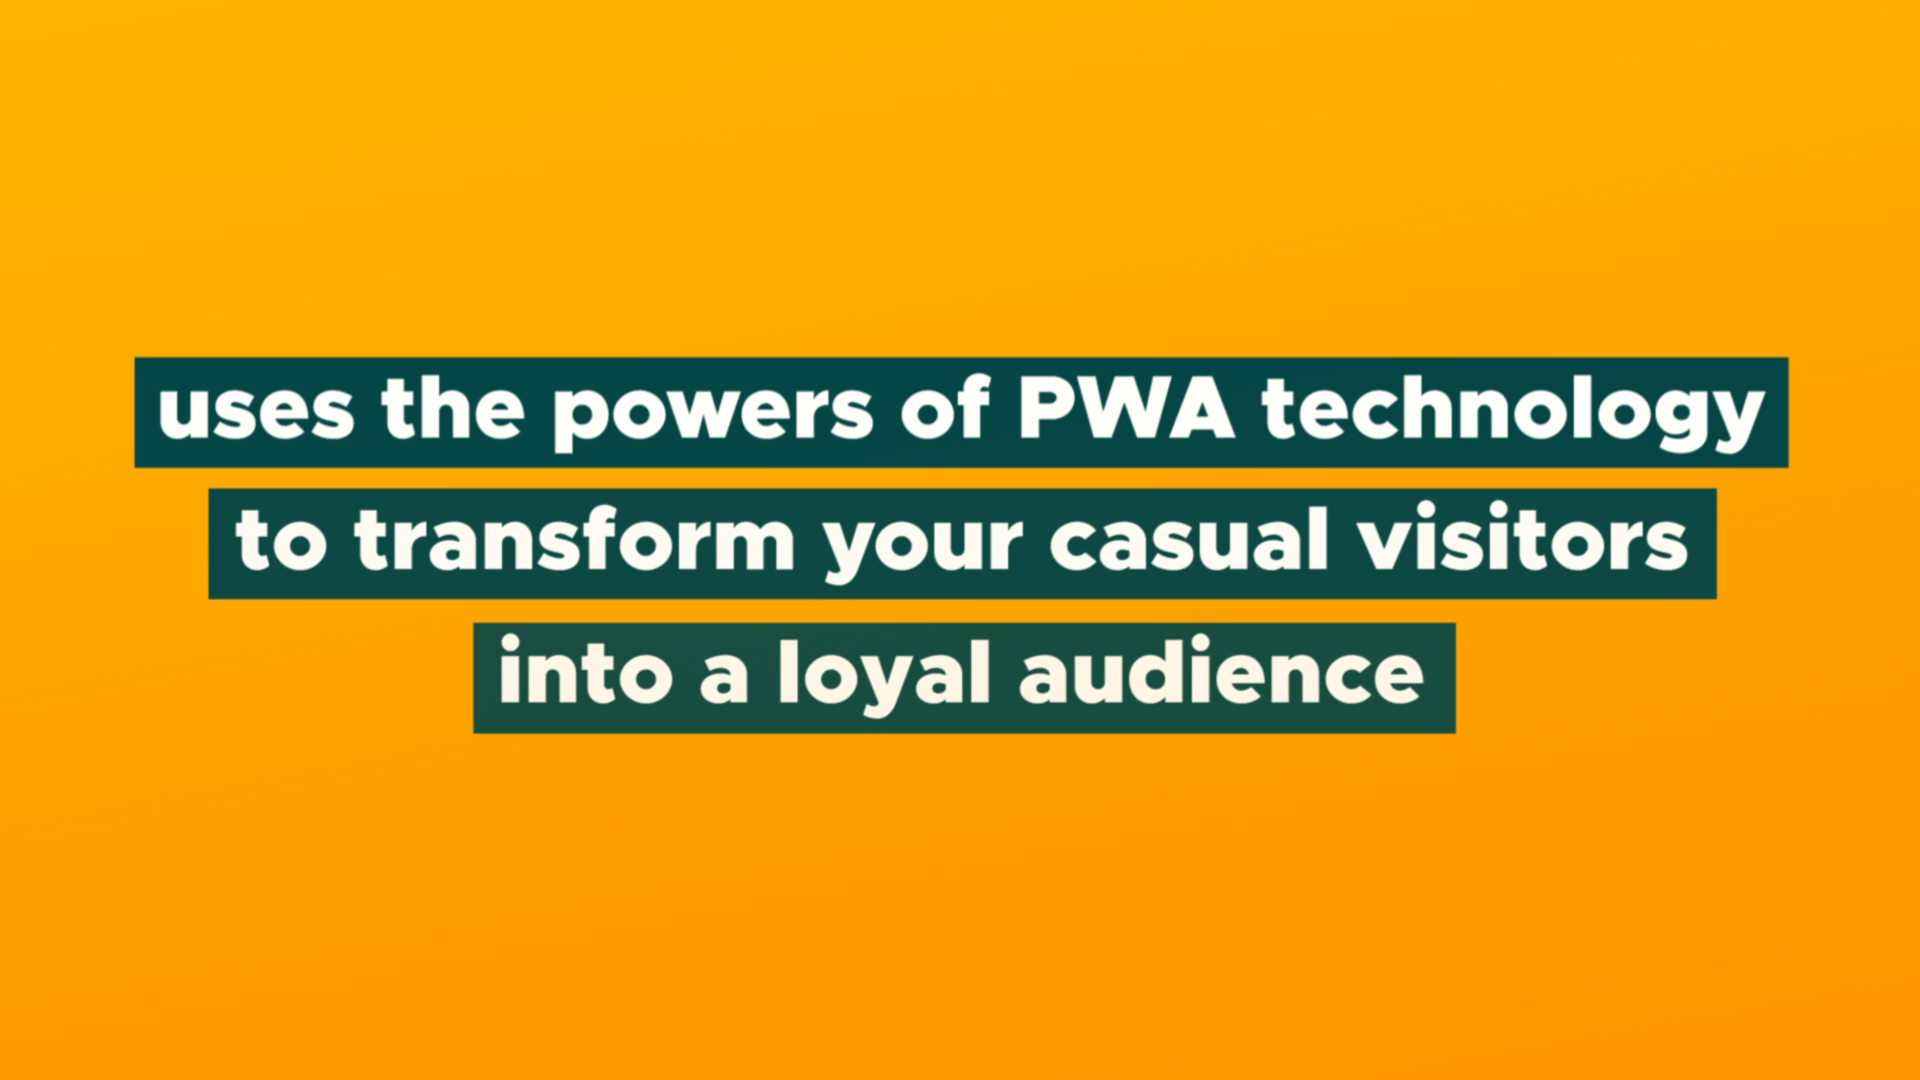 uses the powers of PWA technology
to transform your casual visitors
into a loyal audience